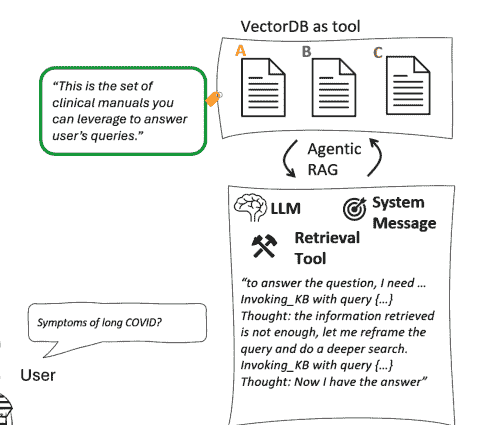 VectorDB as tool
A
B
C
"This is the set of
clinical manuals you
can leverage to answer
user's queries."
Agentic
RAG
LLM
System
Message
Retrieval
Tool
"to answer the question, I need ...
Invoking_KB with query {...}
Thought: the information retrieved
is not enough, let me reframe the
query and do a deeper search.
Invoking_KB with query {...}
Thought: Now I have the answer"
Symptoms of long COVID?
User